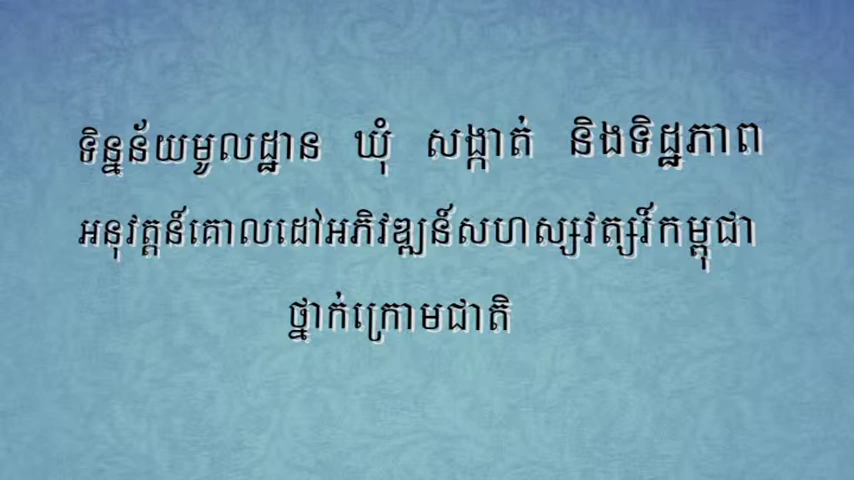 ទិន្នន័យមូលដ្ឋាន ឃុំ សង្កាត់ និងទិដ្ឋភាព
អនុវត្តន៍គោលដៅអភិវឌ្ឍន៍សហស្សវត្សរ៍កម្ពុជា
ថ្នាក់ក្រោមជាតិ